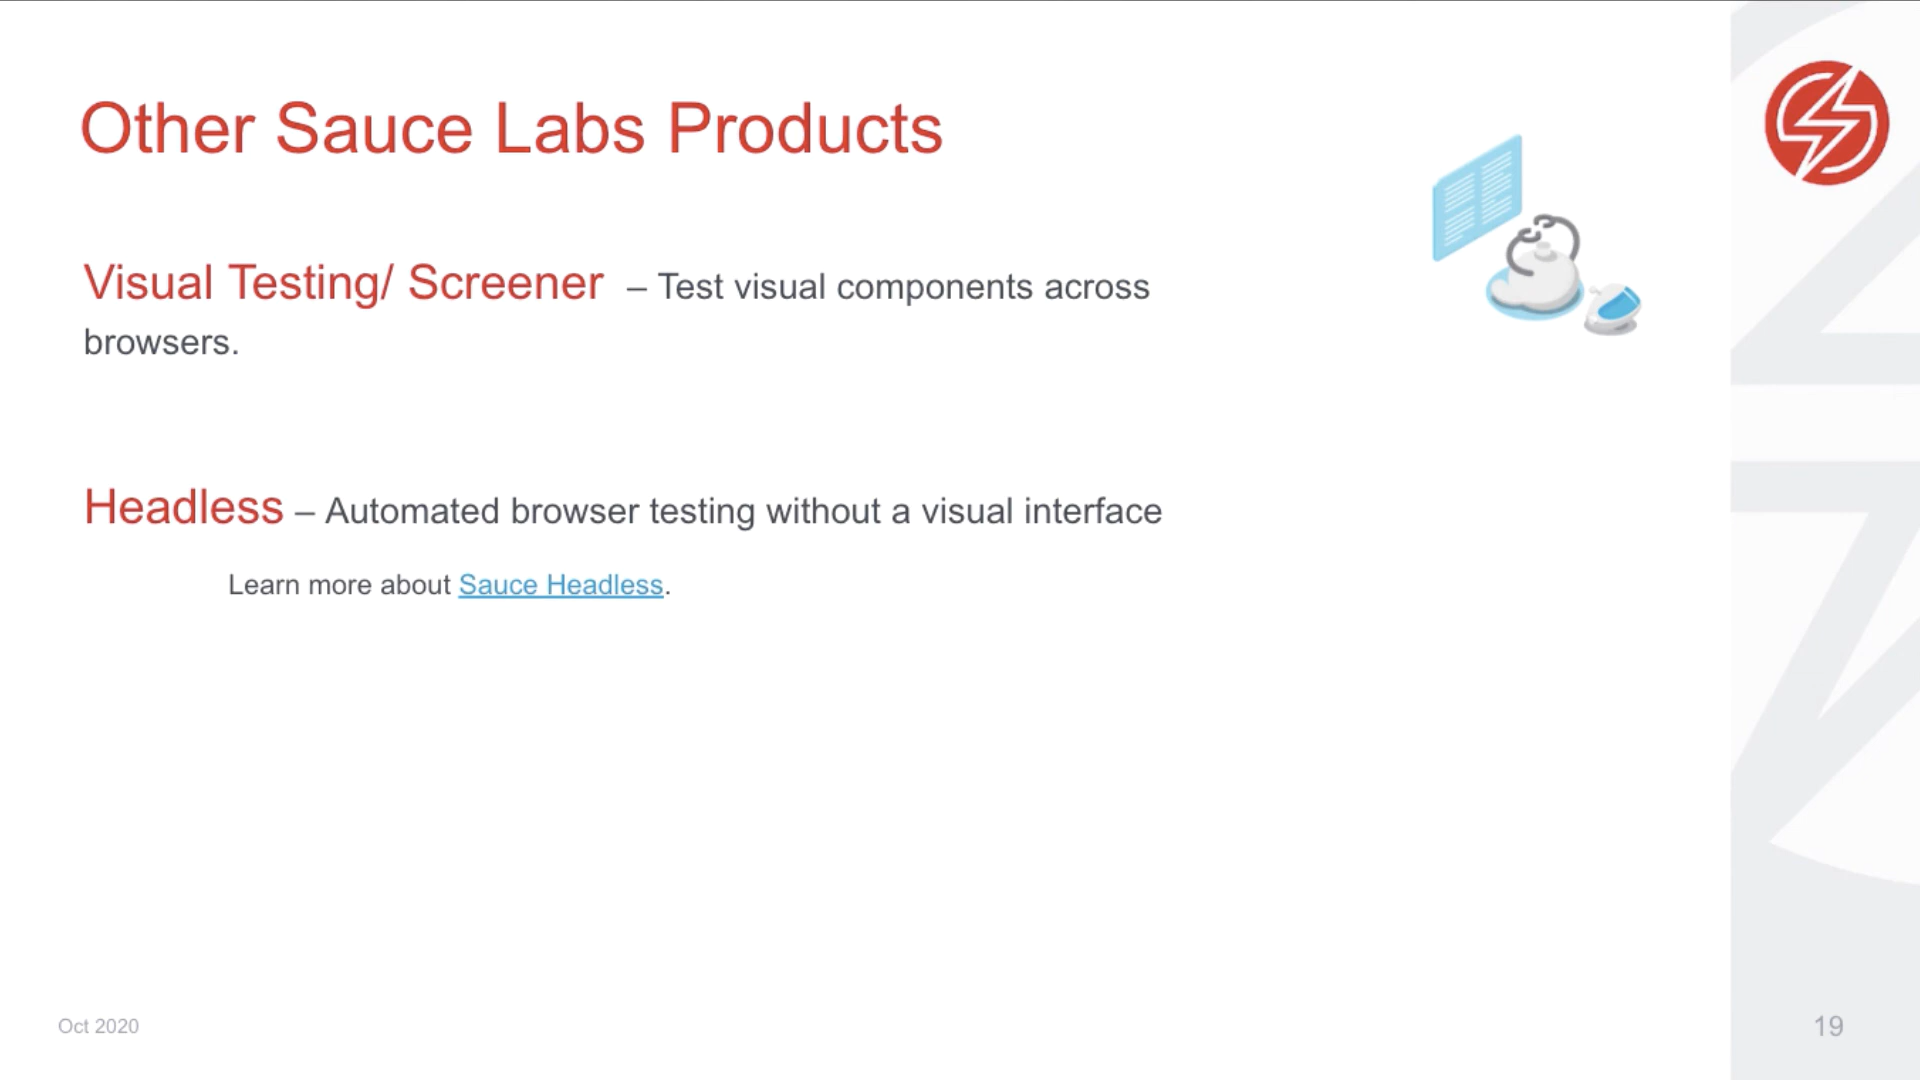 Other Sauce Labs Products
Visual Testing/ Screener – Test visual components across
browsers.
Headless – Automated browser testing without a visual interface
Learn more about Sauce Headless.
Oct 2020
19